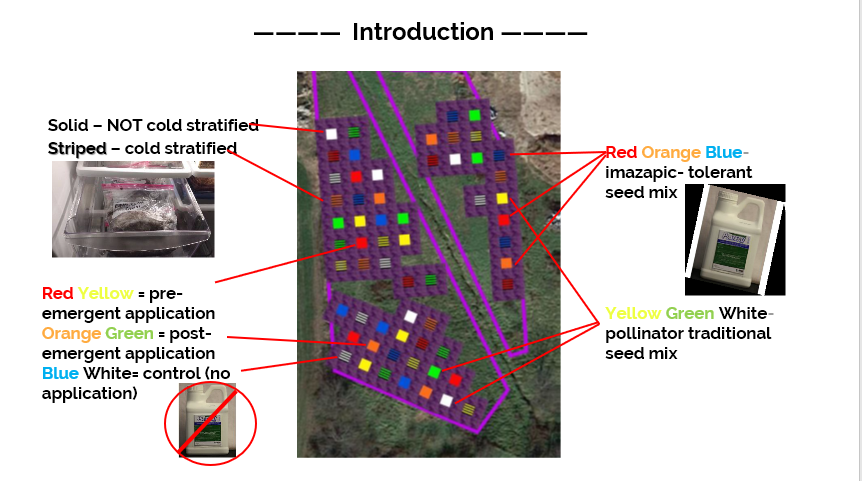 ———— Introduction ————
Solid – NOT cold stratified
Striped – cold stratified
Red Yellow = pre-
emergent application
Orange Green = post-
emergent application
Blue White= control (no
application)
Red Orange Blue-
imazapic- tolerant
seed mix
Yellow Green White-
pollinator traditional
seed mix